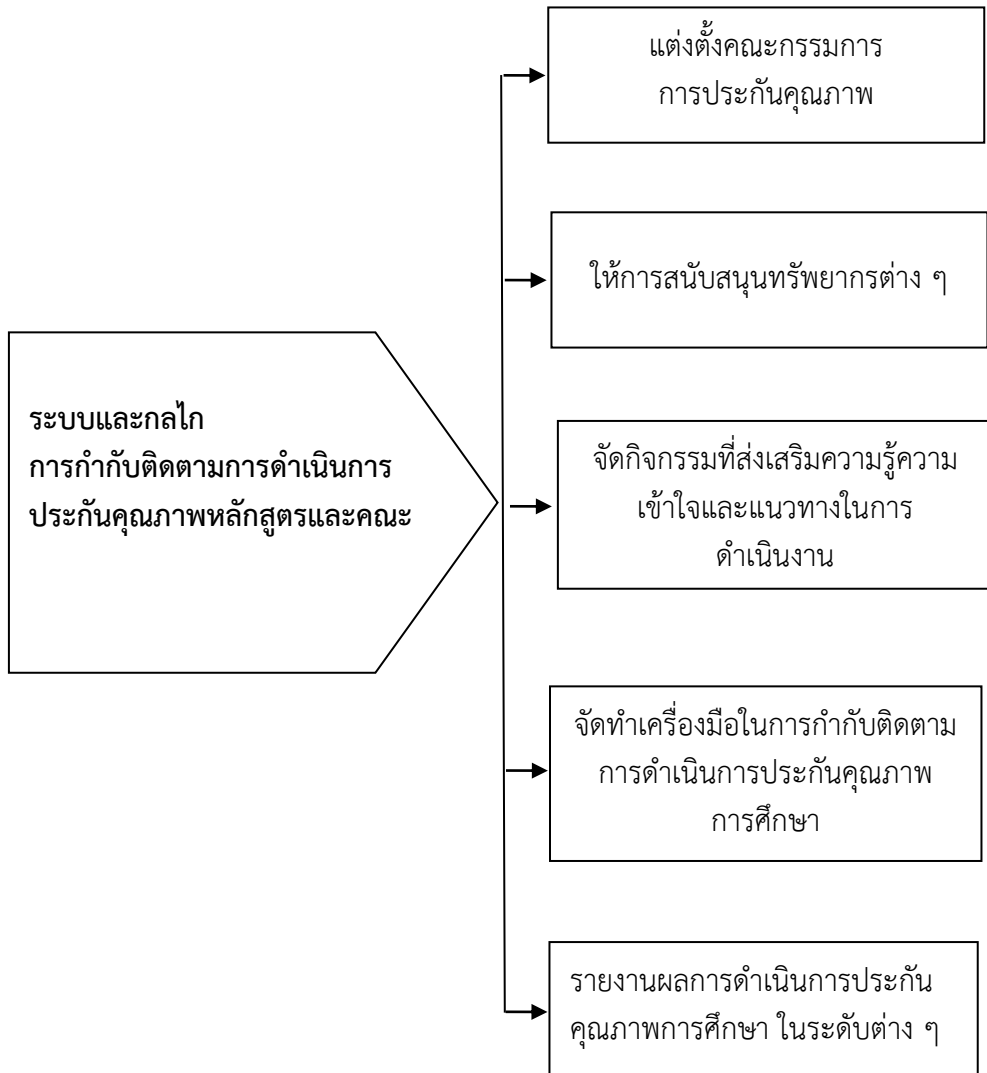 แต่งตั้งคณะกรรมการ
การประกันคุณภาพ
ให้การสนับสนุนทรัพยากรต่าง ๆ
ระบบและกลไก
การกำกับติดตามการดำเนินการ
ประกันคุณภาพหลักสูตรและคณะ
จัดกิจกรรมที่ส่งเสริมความรู้ความ
เข้าใจและแนวทางในการ
ดำเนินงาน
จัดทำเครื่องมือในการกำกับติดตาม
การดำเนินการประกันคุณภาพ
การศึกษา
รายงานผลการดำเนินการประกัน
คุณภาพการศึกษา ในระดับต่าง ๆ